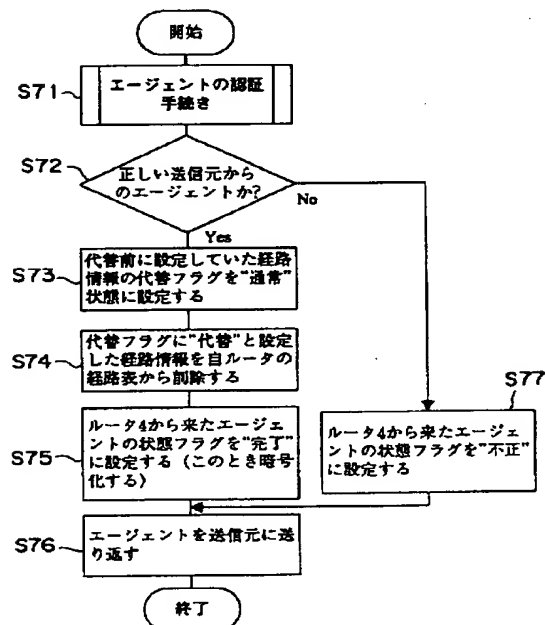 開始
S71
エージェントの認証
手続き
S72
正しい送信元から
のエージェントか?
No
Yes
S73
代替前に設定していた経路
情報の代替フラグを"通常"
状態に設定する
S74
代替フラグに"代替"と設定
した経路情報を自ルータの
経路表から削除する
S75
ルータ4から来たエージェ
ントの状態フラグを"完了"
に設定する(このとき暗号
化する)
S77
ルータ4から来たエージェ
ントの状態フラグを"不正"
に設定する
S76
エージェントを送信元に送
り返す
終了